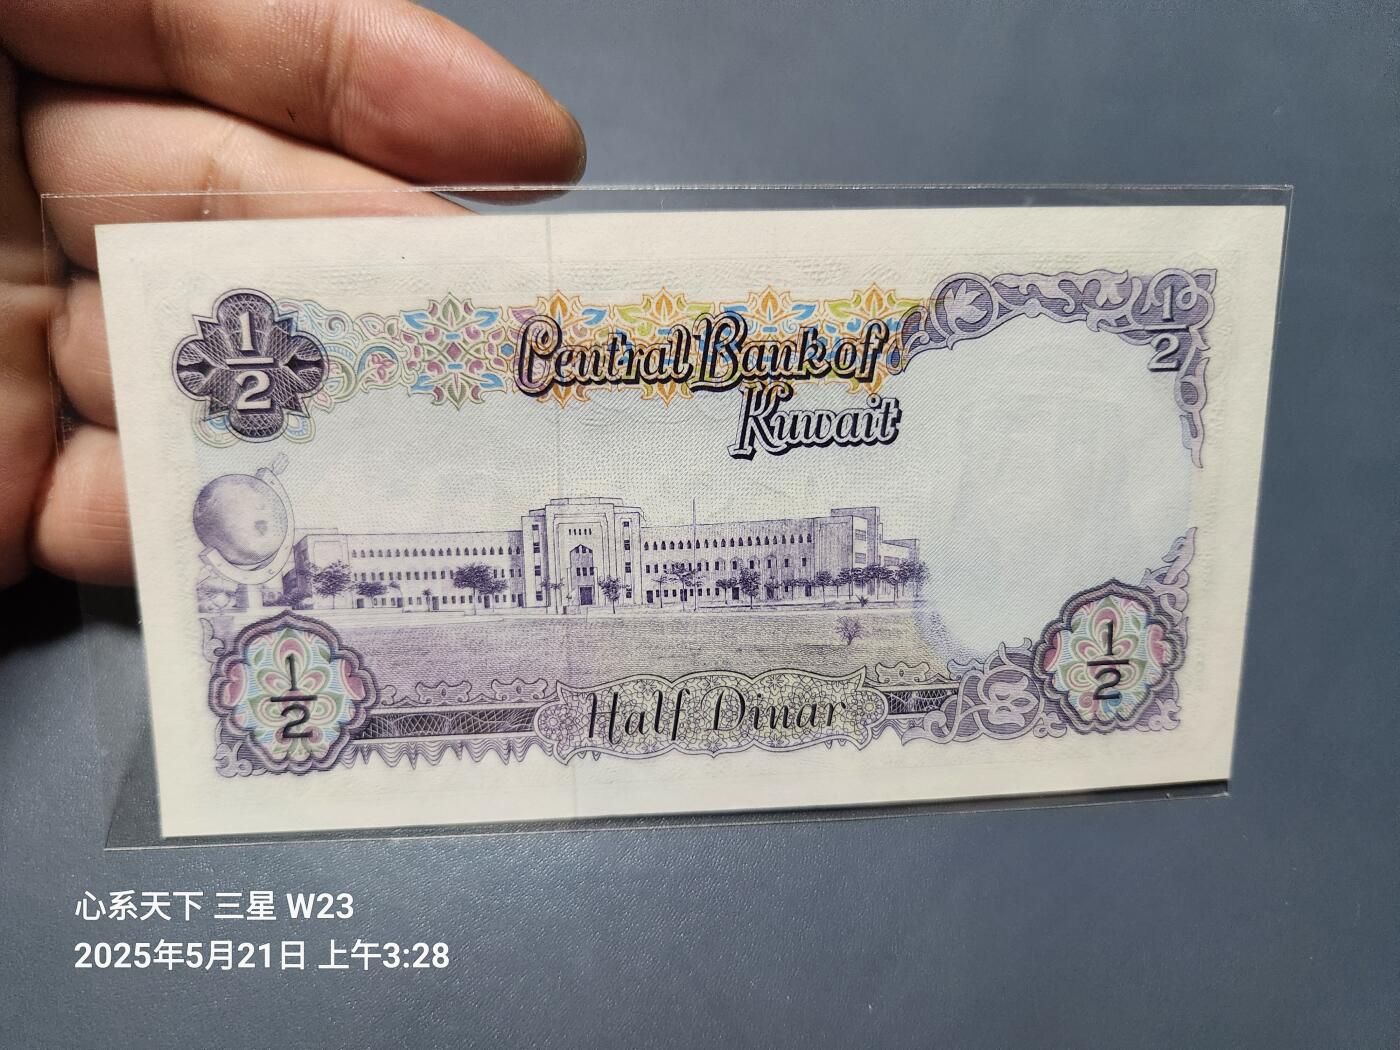 1/2
Central Bank of
Kuwait
1/2
1/2
Half Dinar
1/2
心系天下 三星 W23
2025年5月21日 上午3:28